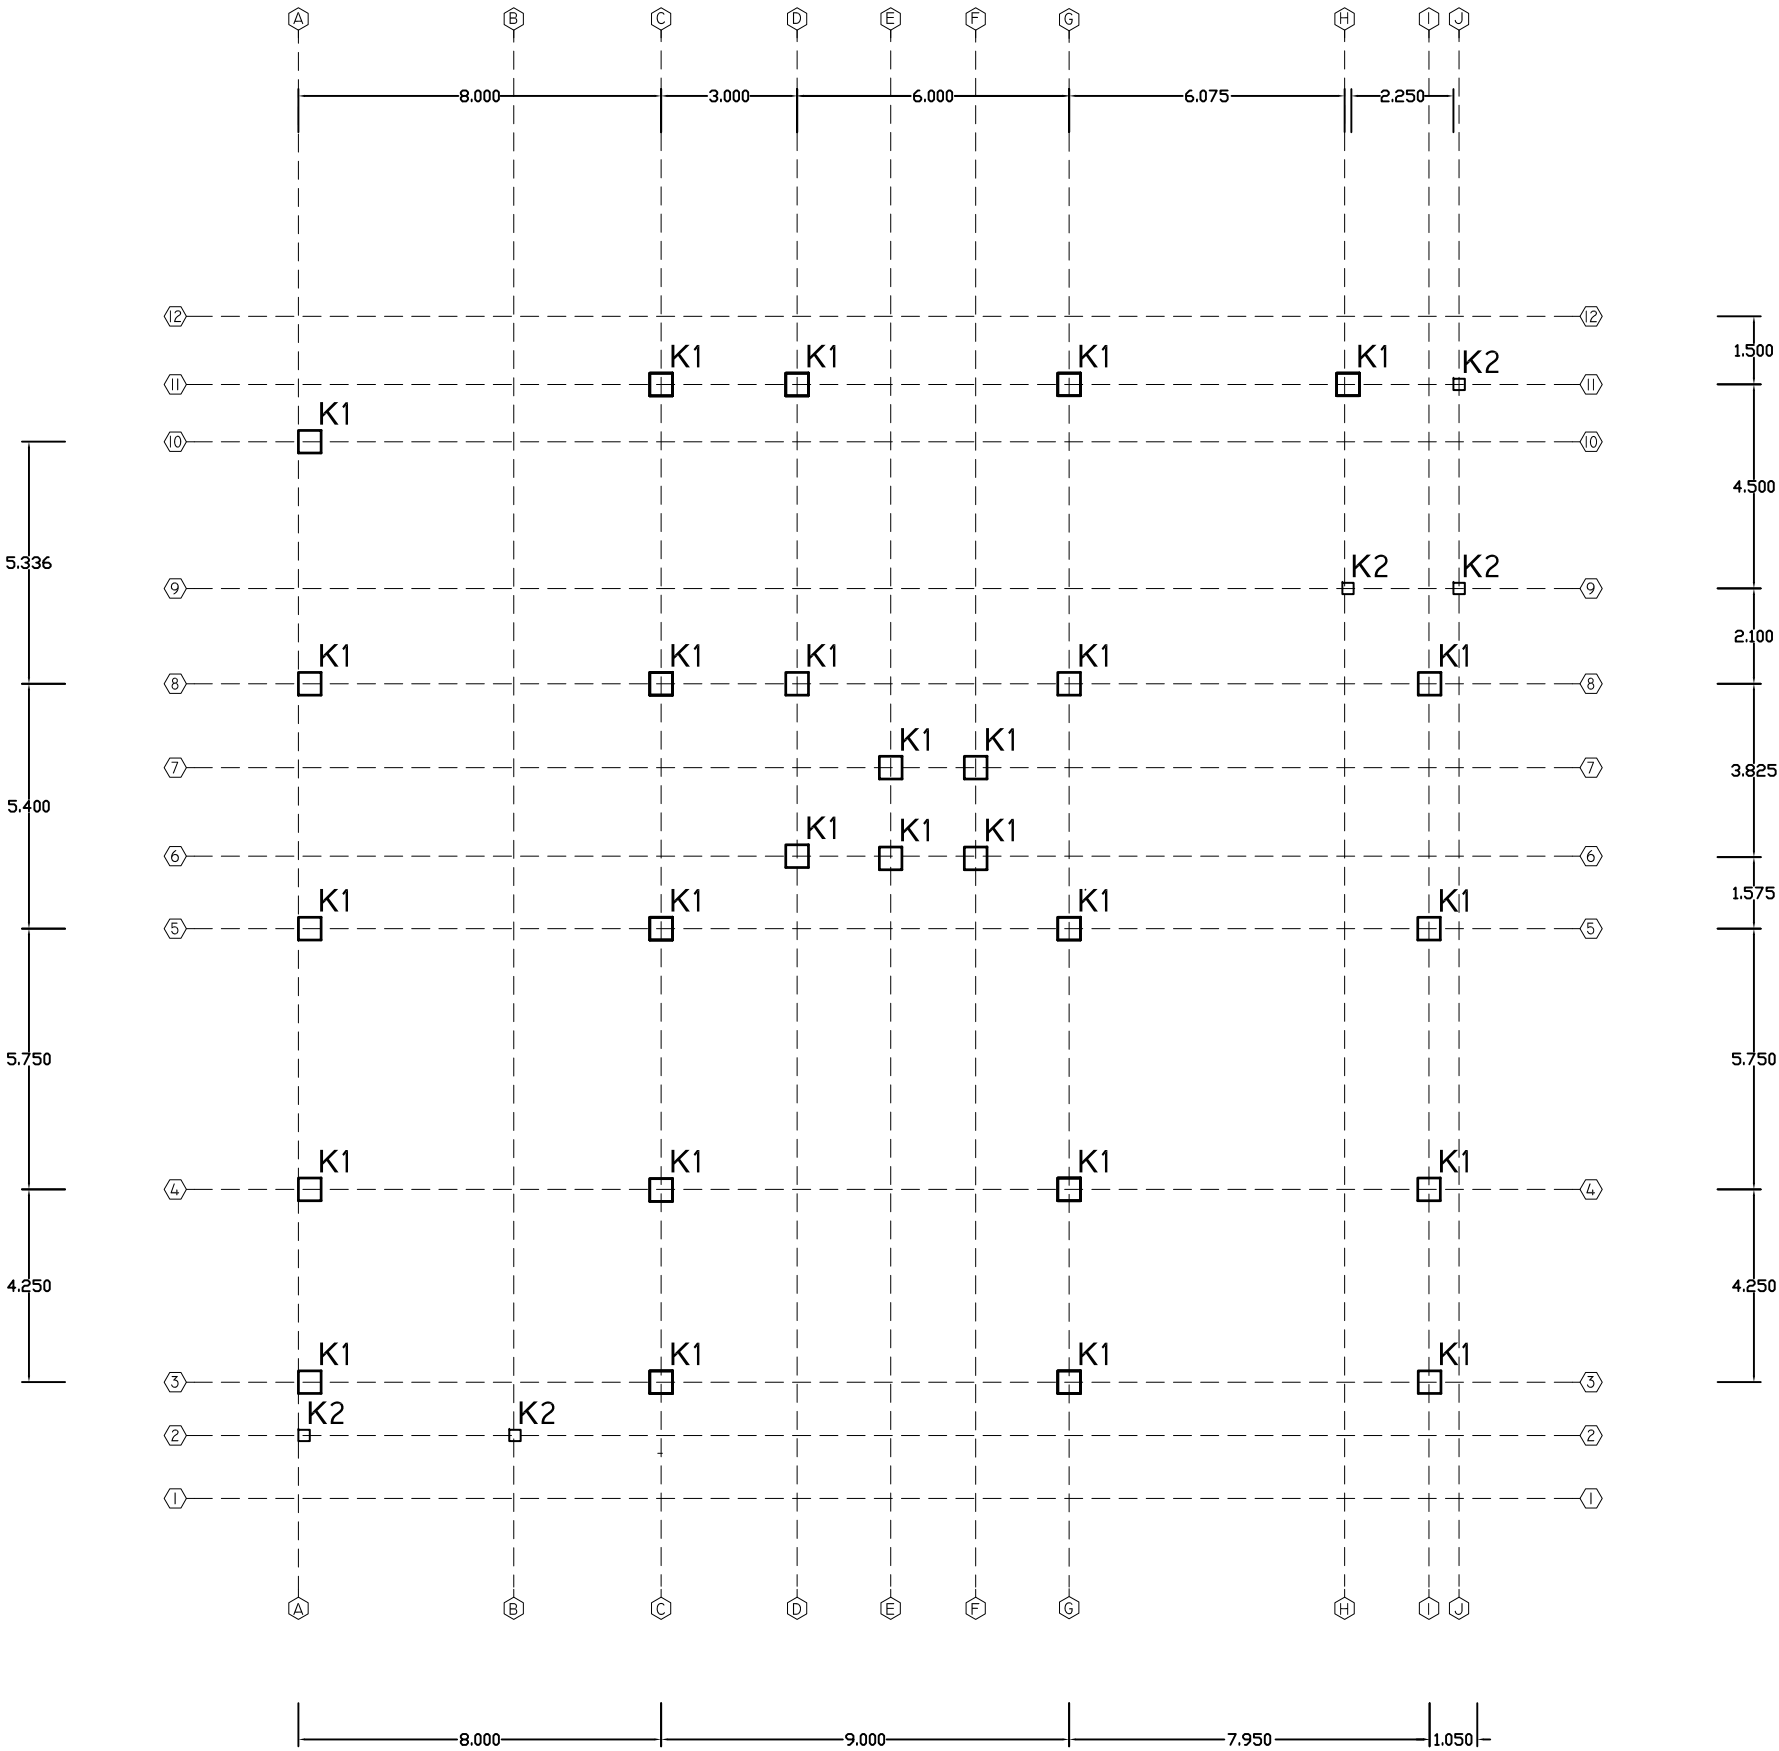 A B C D E F G H I J
8.000 3.000 6.000 6.075 2.250
12 12
1.500
K1 K1 K1 K1 K2
11 11
K1
10 10
4.500
5.336
K2 K2
9 9
2.100
K1 K1 K1 K1 K1
8 8
K1 K1
7 7
3.825
5.400
K1 K1 K1
6 6
1.575
K1 K1 K1 K1
5 5
5.750 5.750
K1 K1 K1 K1
4 4
4.250 4.250
K1 K1 K1 K1
3 3
K2 K2
2 2
1 1
A B C D E F G H I J
8.000 9.000 7.950 1.050